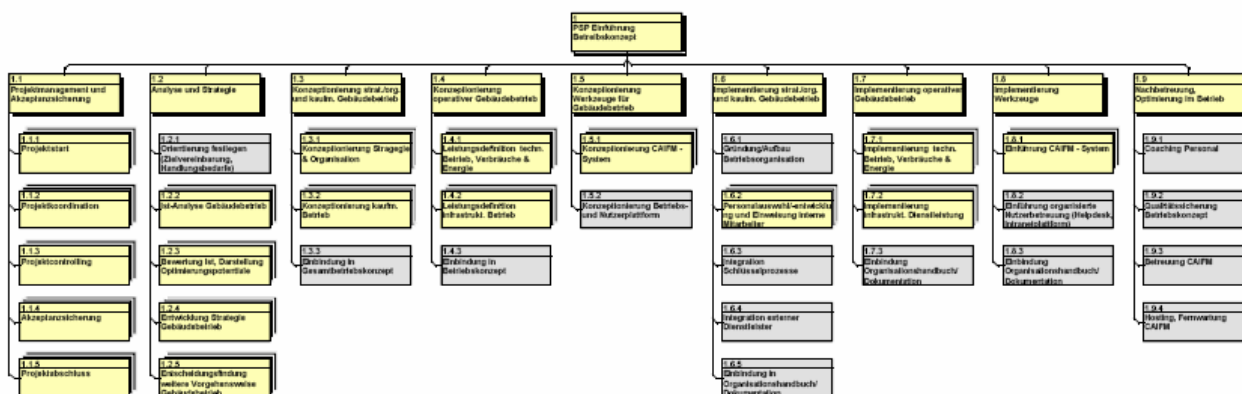 1
PSP Einführung
Betreibskonzept
1.1
Projektmanagement und
Akzeptanzsicherung
1.2
Analyse und Strategie
1.3
Konzeptionierung strat./org.
und kaufm. Gebäudebetrieb
1.4
Konzeptionierung
operativer Gebäudebetrieb
1.5
Konzeptionierung
Werkzeuge für
Gebäudebetrieb
1.6
Implementierung strat./org.
und kaufm. Gebäudebetrieb
1.7
Implementierung operativer
Gebäudebetrieb
1.8
Implementierung
Werkzeuge
1.9
Nachbetreuung,
Optimierung im Betrieb
1.1.1
Projektstart
1.1.2
Projektkoordination
1.1.3
Projektcontrolling
1.1.4
Akzeptanzsicherung
1.1.5
Projektabschluss
1.2.1
Orientierung festlegen
(Zielvereinbarung,
Handlungsbedarfe)
1.2.2
Ist-Analyse Gebäudebetrieb
1.2.3
Bewertung Ist, Darstellung
Optimierungspotentiale
1.2.4
Entwicklung Strategie
Gebäudebetrieb
1.2.5
Entscheidungsfindung
weitere Vorgehensweise
Gebäudebetrieb
1.3.1
Konzeptionierung Stragegie
& Organisation
1.3.2
Konzeptionierung kaufm.
Betrieb
1.3.3
Einbindung in
Gesamtbetriebskonzept
1.4.1
Leistungsdefinition techn.
Betrieb, Verbräuche &
Energie
1.4.2
Leistungsdefinition
infrastrukt. Betrieb
1.4.3
Einbindung in
Betriebskonzept
1.5.1
Konzeptionierung CAIFM -
System
1.5.2
Konzeptionierung Betriebs-
und Nutzerplattform
1.6.1
Gründung/Aufbau
Betriebsorganisation
1.6.2
Personalauswahl/-entwicklu
ng und Einweisung interne
Mitarbeiter
1.6.3
Integration
Schlüsselprozesse
1.6.4
Integration externer
Dienstleister
1.6.5
Einbindung in
Organisationshandbuch/
Dokumentation
1.7.1
Implementierung techn.
Betrieb, Verbräuche &
Energie
1.7.2
Implementierung
infrastrukt. Dienstleistung
1.7.3
Einbindung
Organisationshandbuch/
Dokumentation
1.8.1
Einführung CAIFM - System
1.8.2
Einführung organisierte
Nutzerbetreuung (Helpdesk,
Intranetplattform)
1.8.3
Einbindung
Organisationshandbuch/
Dokumentation
1.9.1
Coaching Personal
1.9.2
Qualitätssicherung
Betriebskonzept
1.9.3
Betreuung CAIFM
1.9.4
Hosting, Fernwartung
CAIFM